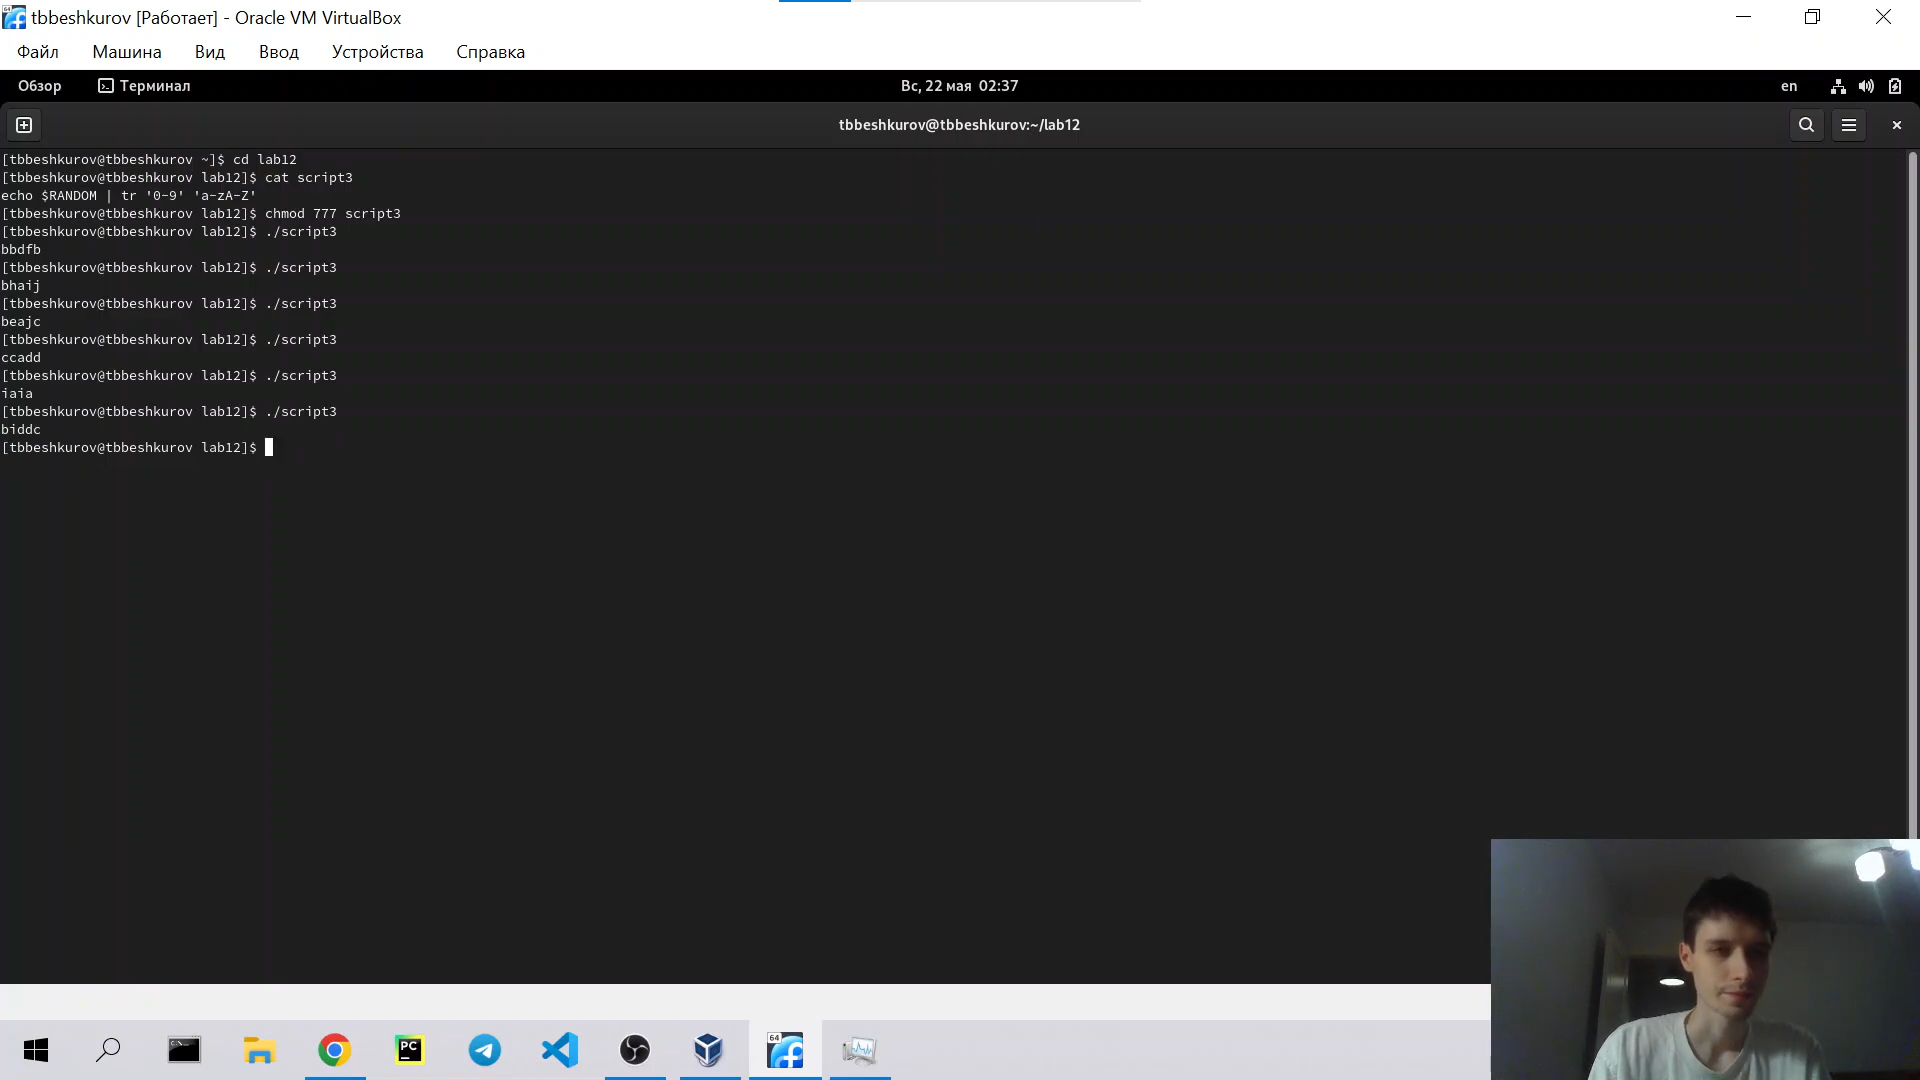 tbbeshkurov [Работает] - Oracle VM VirtualBox
Файл Машина Вид Ввод Устройства Справка
Обзор Терминал Вс, 22 мая 02:37 en
tbbeshkurov@tbbeshkurov:~/lab12
[tbbeshkurov@tbbeshkurov ~]$ cd lab12
[tbbeshkurov@tbbeshkurov lab12]$ cat script3
echo $RANDOM | tr '0-9' 'a-zA-Z'
[tbbeshkurov@tbbeshkurov lab12]$ chmod 777 script3
[tbbeshkurov@tbbeshkurov lab12]$ ./script3
bbdfb
[tbbeshkurov@tbbeshkurov lab12]$ ./script3
bhaij
[tbbeshkurov@tbbeshkurov lab12]$ ./script3
beajc
[tbbeshkurov@tbbeshkurov lab12]$ ./script3
ccadd
[tbbeshkurov@tbbeshkurov lab12]$ ./script3
iaia
[tbbeshkurov@tbbeshkurov lab12]$ ./script3
biddc
[tbbeshkurov@tbbeshkurov lab12]$
PC
64